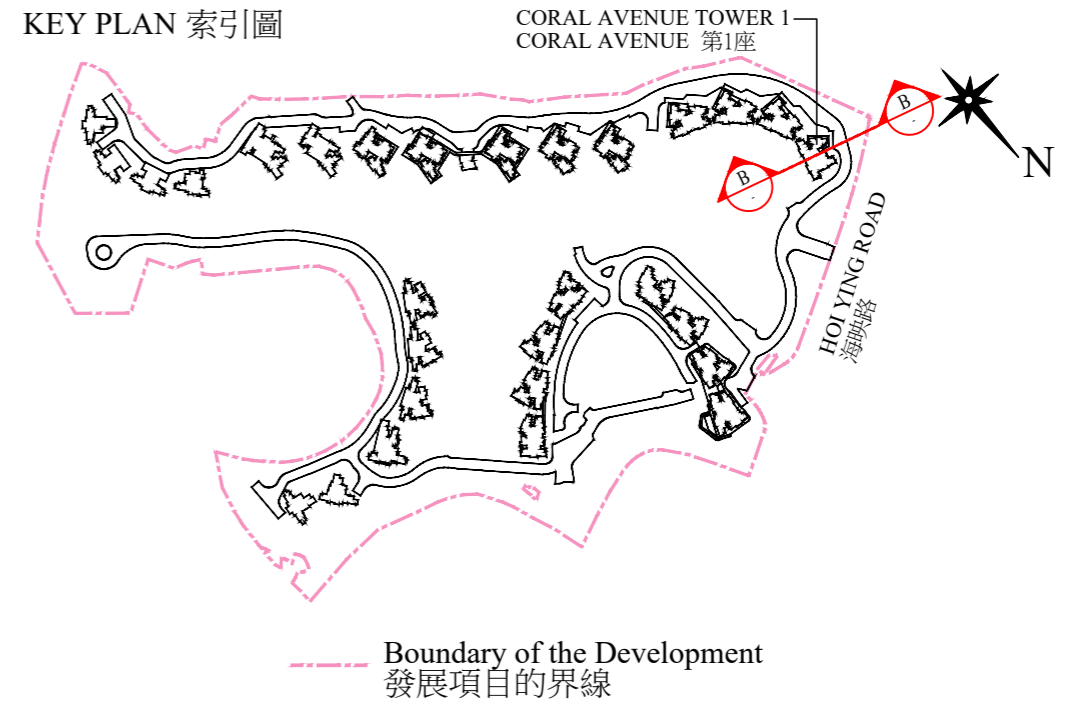 KEY PLAN 索引圖
CORAL AVENUE TOWER 1
CORAL AVENUE 第1座
B
-
B
-
N
HOI YING ROAD
海映路
Boundary of the Development
發展項目的界線